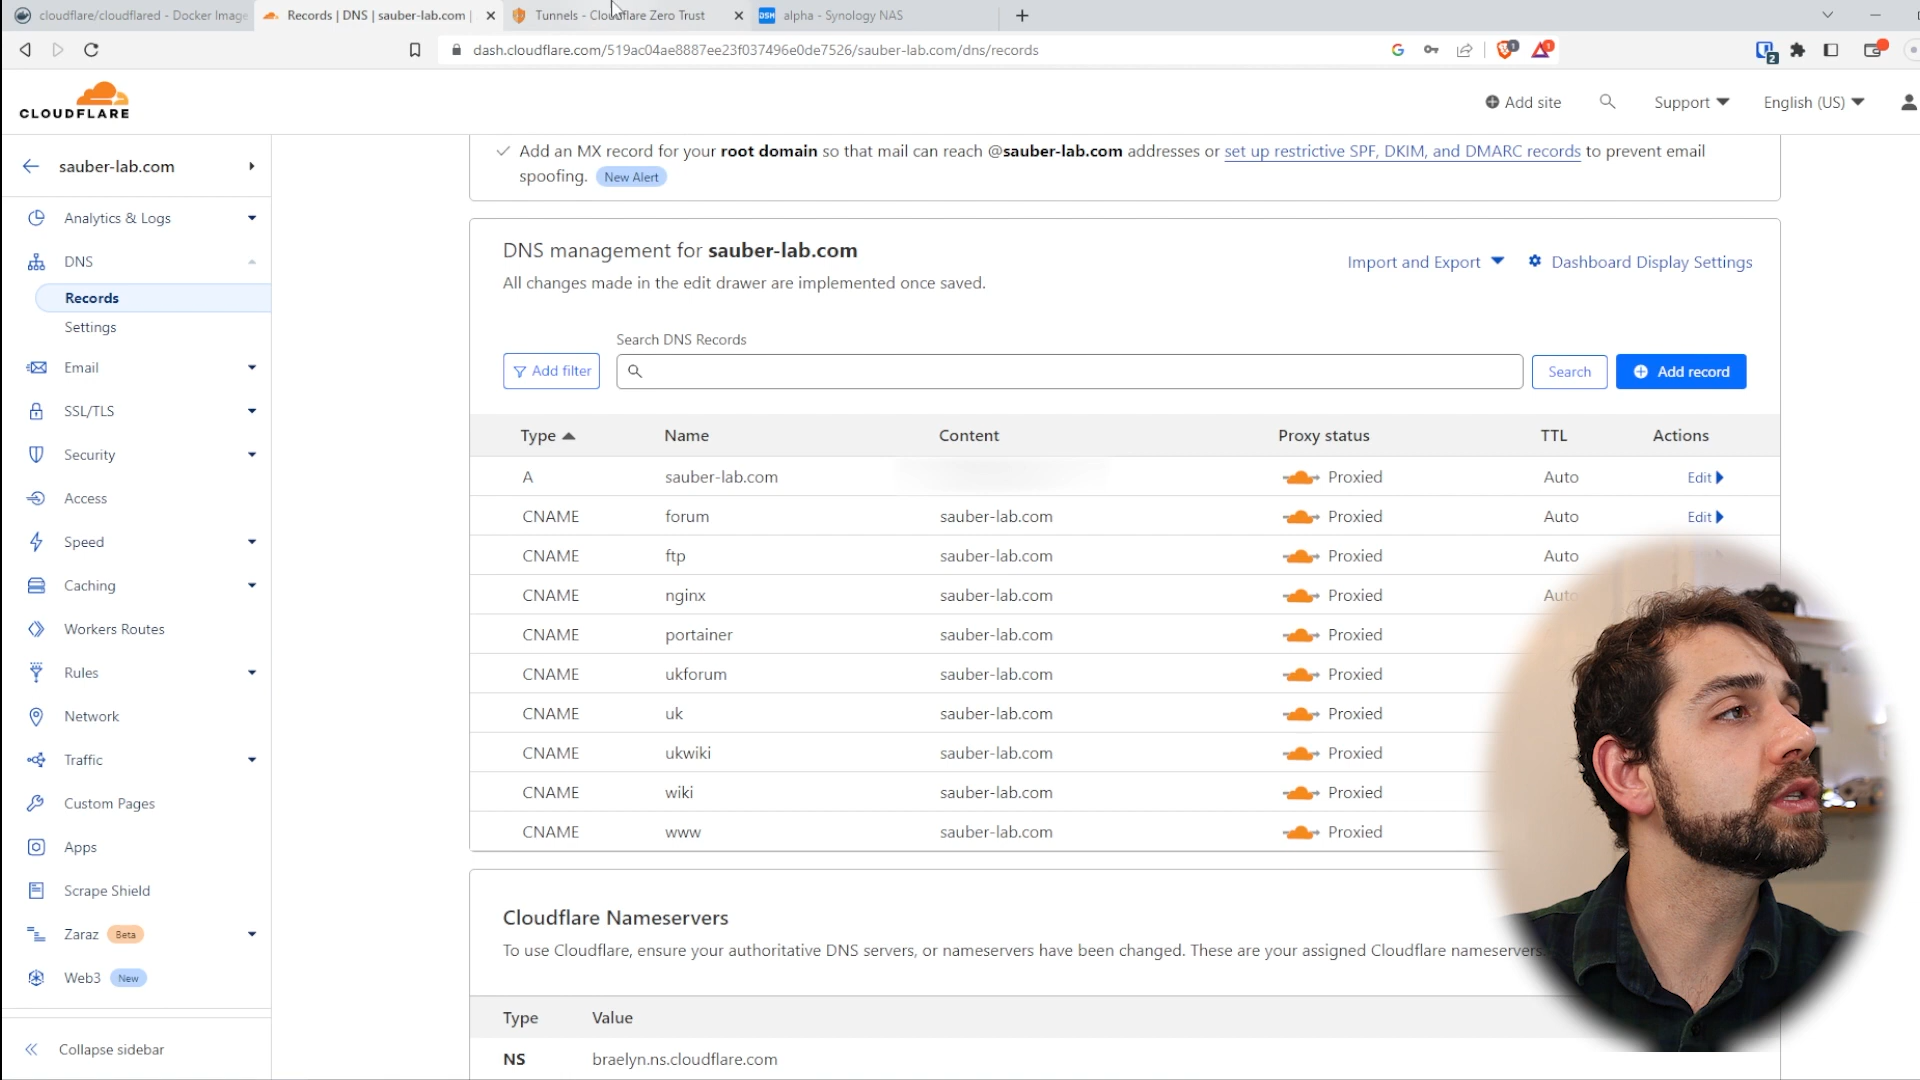 cloudflare/cloudflared - Docker Image
Records | DNS | sauber-lab.com |
Tunnels - Cloudflare Zero Trust
DSM
alpha - Synology NAS
dash.cloudflare.com/519ac04ae8887ee23f037496e0de7526/sauber-lab.com/dns/records
G
1
1
2
CLOUDFLARE
Add site
Support
English (US)
sauber-lab.com
Analytics & Logs
DNS
Records
Settings
Email
SSL/TLS
Security
Access
Speed
Caching
Workers Routes
Rules
Network
Traffic
Custom Pages
Apps
Scrape Shield
Zaraz Beta
Web3 New
Collapse sidebar
Add an MX record for your root domain so that mail can reach @sauber-lab.com addresses or set up restrictive SPF, DKIM, and DMARC records to prevent email
spoofing. New Alert
DNS management for sauber-lab.com
All changes made in the edit drawer are implemented once saved.
Import and Export
Dashboard Display Settings
Search DNS Records
Add filter
Search
Add record
Type Name Content Proxy status TTL Actions
A sauber-lab.com Proxied Auto Edit
CNAME forum sauber-lab.com Proxied Auto Edit
CNAME ftp sauber-lab.com Proxied Auto
CNAME nginx sauber-lab.com Proxied Auto
CNAME portainer sauber-lab.com Proxied
CNAME ukforum sauber-lab.com Proxied
CNAME uk sauber-lab.com Proxied
CNAME ukwiki sauber-lab.com Proxied
CNAME wiki sauber-lab.com Proxied
CNAME www sauber-lab.com Proxied
Cloudflare Nameservers
To use Cloudflare, ensure your authoritative DNS servers, or nameservers have been changed. These are your assigned Cloudflare nameservers.
Type Value
NS braelyn.ns.cloudflare.com